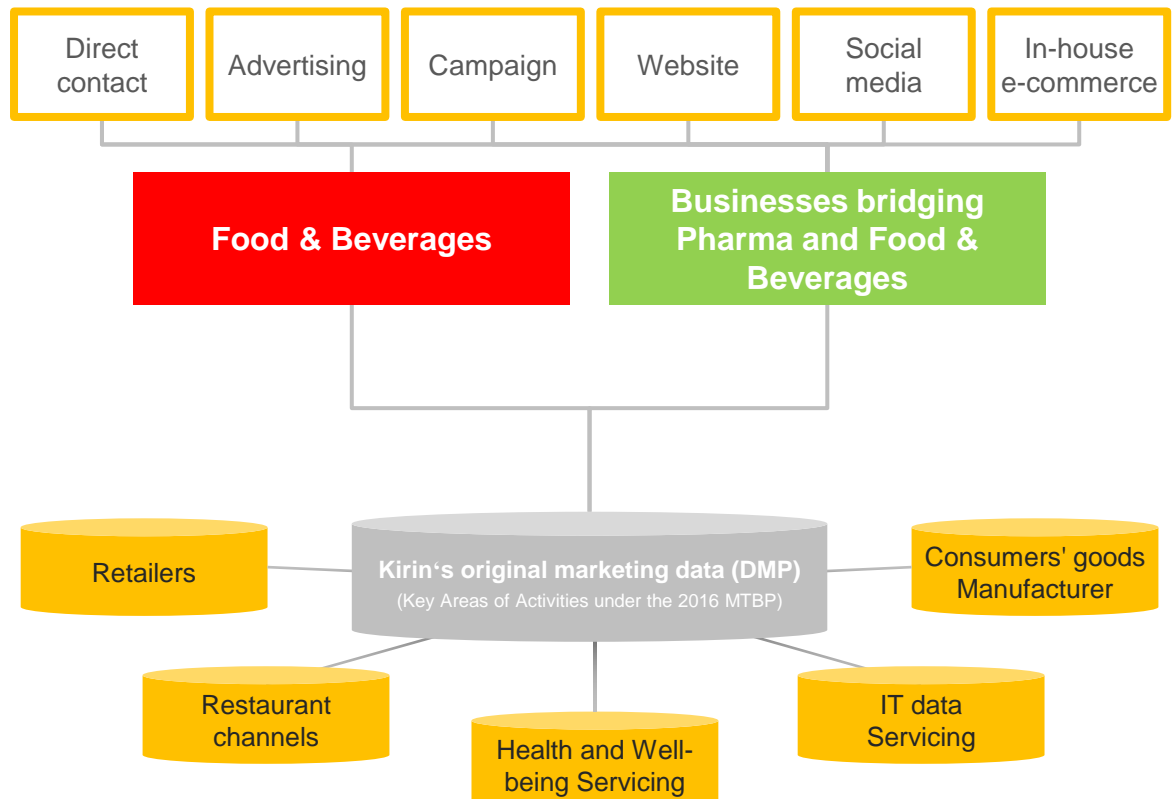 Direct
contact
Advertising
Campaign
Website
Social
media
In-house
e-commerce
Food & Beverages
Businesses bridging
Pharma and Food &
Beverages
Retailers
Kirin‘s original marketing data (DMP)
(Key Areas of Activities under the 2016 MTBP)
Consumers' goods
Manufacturer
Restaurant
channels
Health and Well-
being Servicing
IT data
Servicing